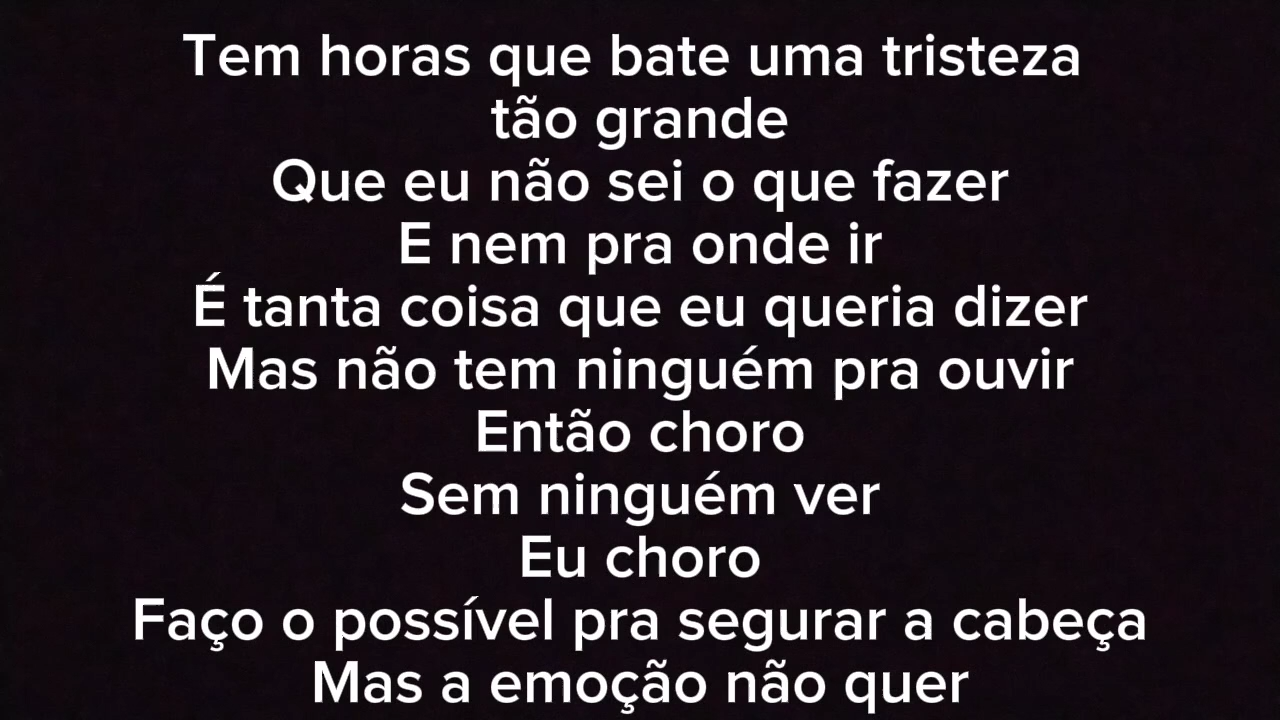 Tem horas que bate uma tristeza
tão grande
Que eu não sei o que fazer
E nem pra onde ir
É tanta coisa que eu queria dizer
Mas não tem ninguém pra ouvir
Então choro
Sem ninguém ver
Eu choro
Faço o possível pra segurar a cabeça
Mas a emoção não quer